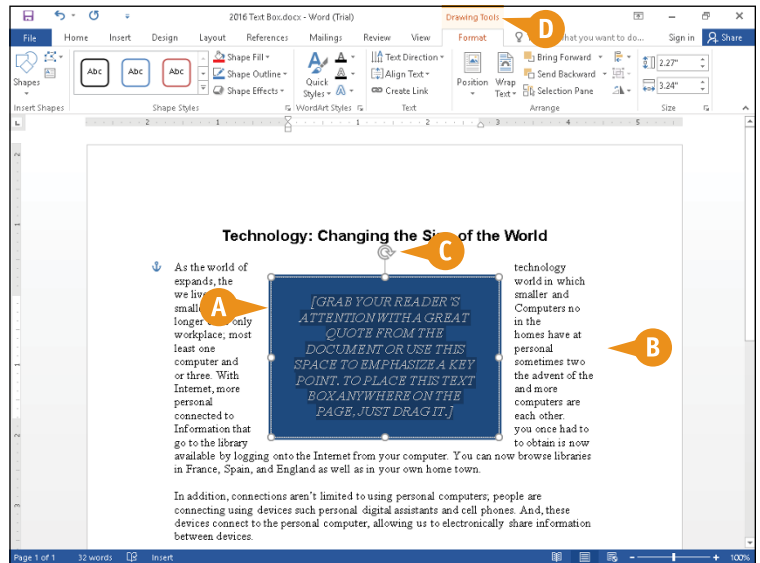 2016 Text Box.docx - Word (Trial)
Drawing Tools
D
File Home Insert Design Layout References Mailings Review View Format what you want to do... Sign in Share
Shapes
Abc Abc Abc
Shape Fill
Shape Outline
Shape Effects
Quick Styles
Text Direction
Align Text
Create Link
Position
Wrap Text
Bring Forward
Send Backward
Selection Pane
2.27"
3.24"
Insert Shapes Shape Styles WordArt Styles Text Arrange Size
L 2 1 1 2 3 4 5
Technology: Changing the of the World
C
As the world of technology
expands, the world in which
we smaller and
Computers no
A
longer only in the
workplace; most homes have at
least one personal
computer and sometimes two
or three. With the advent of the
Internet, more and more
personal computers are
connected to each other.
Information that you once had to
go to the library to obtain is now
[GRAB YOUR READER'S
ATTENTION WITH A GREAT
QUOTE FROM THE
DOCUMENT OR USE THIS
SPACE TO EMPHASIZE A KEY
POINT. TO PLACE THIS TEXT
BOX ANYWHERE ON THE
PAGE, JUST DRAG IT.]
B
available by logging onto the Internet from your computer. You can now browse libraries
in France, Spain, and England as well as in your own home town.
In addition, connections aren't limited to using personal computers; people are
connecting using devices such personal digital assistants and cell phones. And, these
devices connect to the personal computer, allowing us to electronically share information
between devices.
Page 1 of 1 32 words Insert 100%